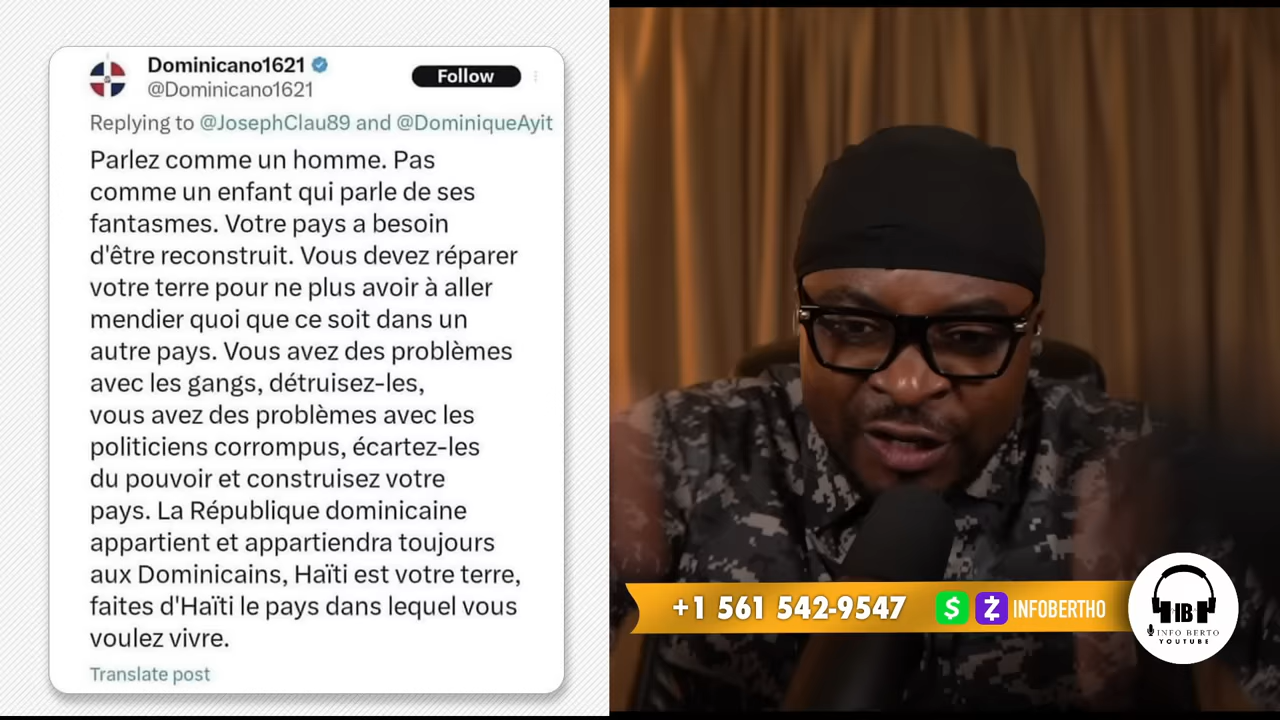 Dominicano1621
@Dominicano1621
Follow
Replying to @JosephClau89 and @DominiqueAyit
Parlez comme un homme. Pas
comme un enfant qui parle de ses
fantasmes. Votre pays a besoin
d'être reconstruit. Vous devez réparer
votre terre pour ne plus avoir à aller
mendier quoi que ce soit dans un
autre pays. Vous avez des problèmes
avec les gangs, détruisez-les,
vous avez des problèmes avec les
politiciens corrompus, écartez-les
du pouvoir et construisez votre
pays. La République dominicaine
appartient et appartiendra toujours
aux Dominicains, Haïti est votre terre,
faites d'Haïti le pays dans lequel vous
voulez vivre.
Translate post
+1 561 542-9547 $ Z INFOBERTHO
IB
INFO BERTO
YOUTUBE